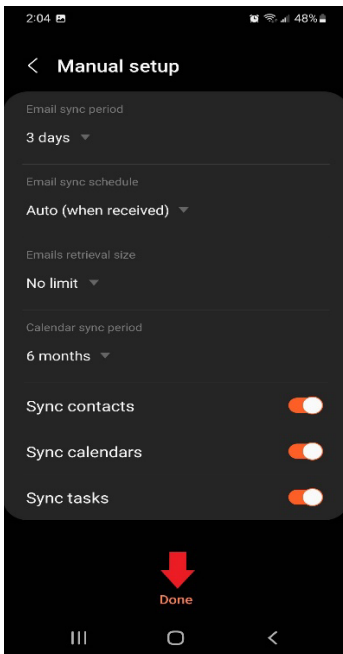 2:04 48%
Manual setup
Email sync period
3 days
Email sync schedule
Auto (when received)
Emails retrieval size
No limit
Calendar sync period
6 months
Sync contacts
Sync calendars
Sync tasks
Done